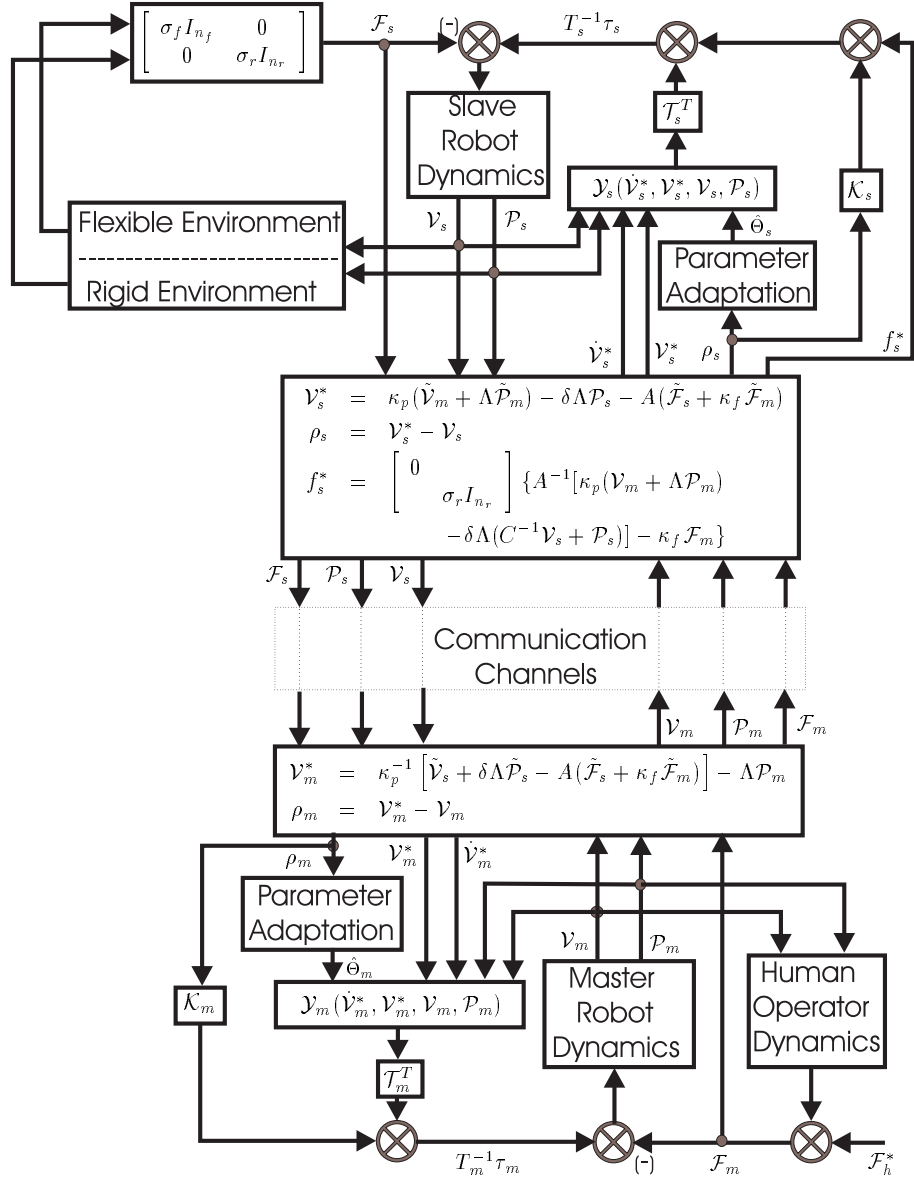 [ σ_f I_{n_f} 0 ; 0 σ_r I_{n_r} ]
ℱ_s
(-)
T_s^{-1} τ_s
Slave
Robot
Dynamics
𝒯_s^T
𝒦_s
𝒴_s(𝒱̇_s^*, 𝒱_s^*, 𝒱_s, 𝒫_s)
𝒱_s
𝒫_s
Θ̂_s
Flexible Environment
Rigid Environment
Parameter
Adaptation
𝒱̇_s^*
𝒱_s^*
ρ_s
f_s^*
𝒱_s^* = κ_p(𝒱̃_m + Λ𝒫̃_m) − δΛ𝒫_s − A(ℱ̃_s + κ_f ℱ̃_m)
ρ_s = 𝒱_s^* − 𝒱_s
f_s^* = [ 0 ; σ_r I_{n_r} ] {A^{-1}[κ_p(𝒱_m + Λ𝒫_m)
−δΛ(C^{-1}𝒱_s + 𝒫_s)] − κ_f ℱ_m}
ℱ_s
𝒫_s
𝒱_s
Communication
Channels
𝒱_m
𝒫_m
ℱ_m
𝒱_m^* = κ_p^{-1} [𝒱̃_s + δΛ𝒫̃_s − A(ℱ̃_s + κ_f ℱ̃_m)] − Λ𝒫_m
ρ_m = 𝒱_m^* − 𝒱_m
ρ_m
𝒱_m^*
𝒱̇_m^*
Parameter
Adaptation
𝒱_m
𝒫_m
Θ̂_m
𝒦_m
𝒴_m(𝒱̇_m^*, 𝒱_m^*, 𝒱_m, 𝒫_m)
Master
Robot
Dynamics
Human
Operator
Dynamics
𝒯_m^T
T_m^{-1} τ_m
(-)
ℱ_m
ℱ_h^*